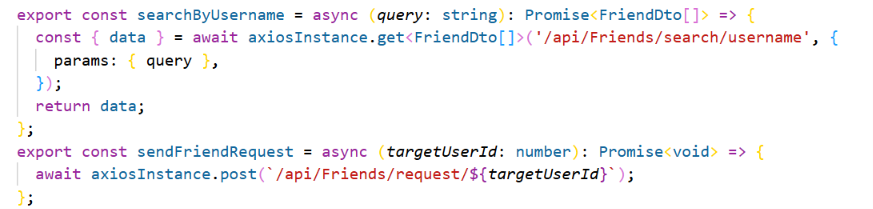 export const searchByUsername = async (query: string): Promise<FriendDto[]> => {
  const { data } = await axiosInstance.get<FriendDto[]>('/api/Friends/search/username', {
    params: { query },
  });
  return data;
};
export const sendFriendRequest = async (targetUserId: number): Promise<void> => {
  await axiosInstance.post(`/api/Friends/request/${targetUserId}`);
};